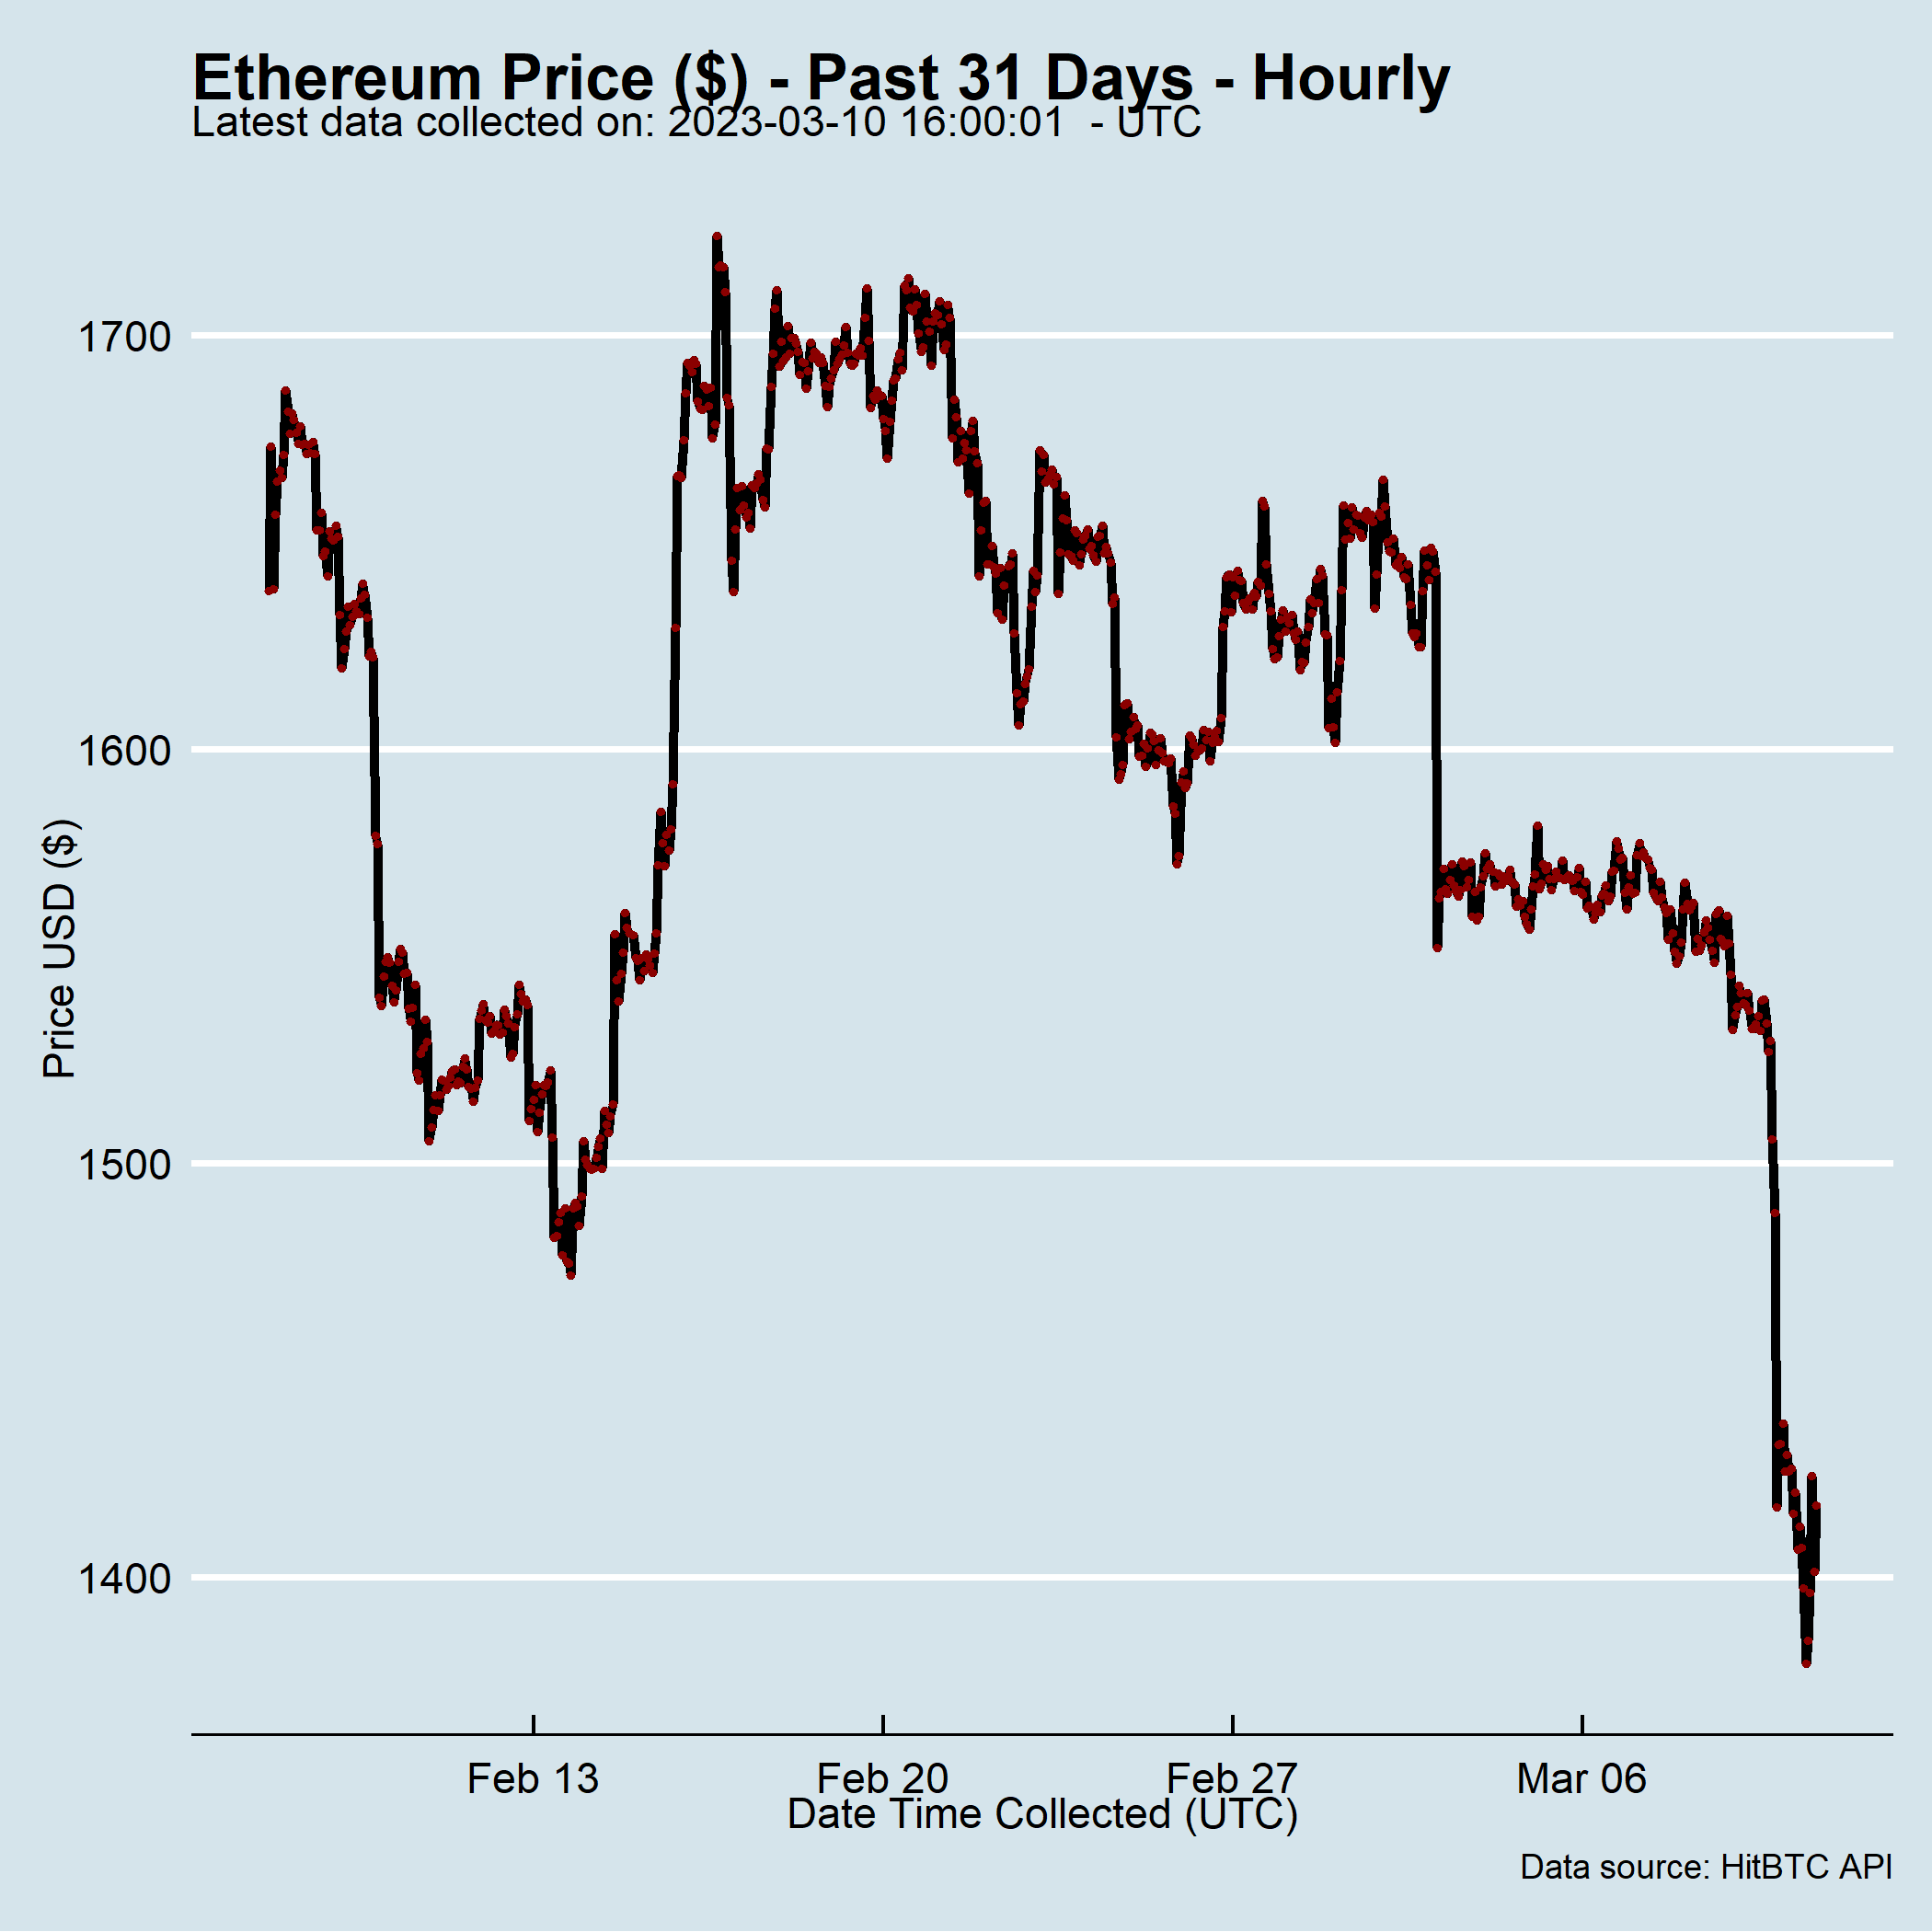 Ethereum Price ($) - Past 31 Days - Hourly
Latest data collected on: 2023-03-10 16:00:01  - UTC
1700
1600
Price USD ($)
1500
1400
Feb 13
Feb 20
Feb 27
Mar 06
Date Time Collected (UTC)
Data source: HitBTC API